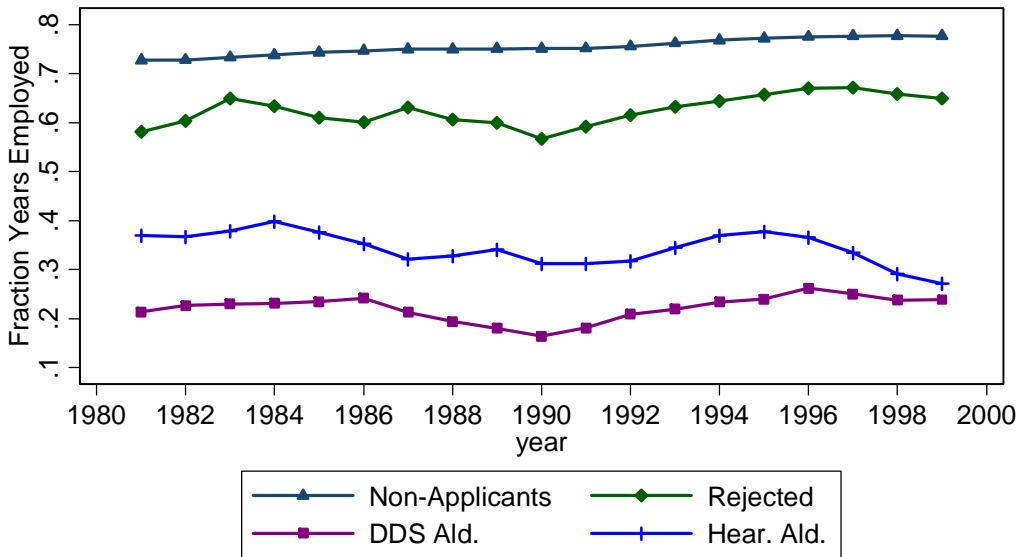 Fraction Years Employed
.8
.7
.6
.5
.4
.3
.2
.1
1980 1982 1984 1986 1988 1990 1992 1994 1996 1998 2000
year
Non-Applicants Rejected
DDS Ald. Hear. Ald.